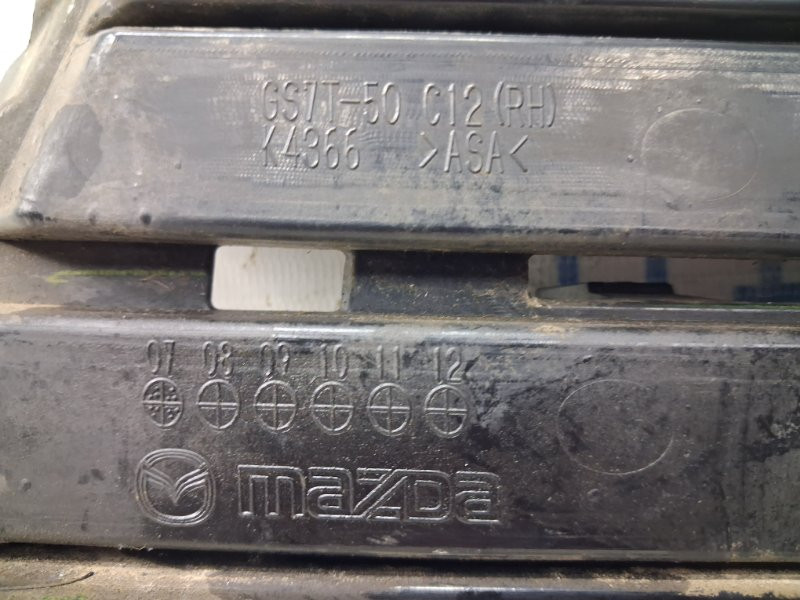 GS7T-50 C12 (RH)
K4366 >ASA<
07 08 09 10 11 12
mazda